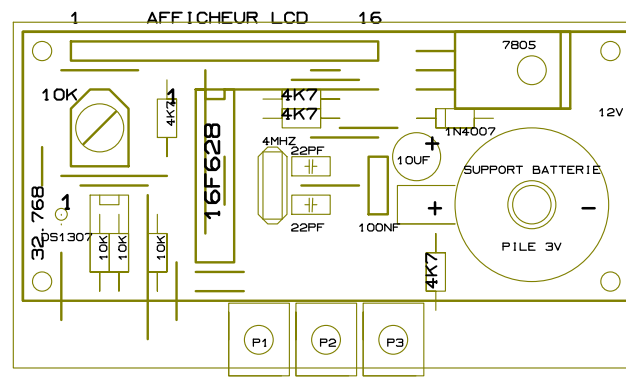 1 AFFICHEUR LCD 16
7805
10K
1
4K7
4K7
4K7
12V
1N4007
16F628
4MHZ
22PF
10UF
+
SUPPORT BATTERIE
32.768
1
+
-
DS1307
10K
10K
10K
22PF
100NF
PILE 3V
4K7
P1
P2
P3